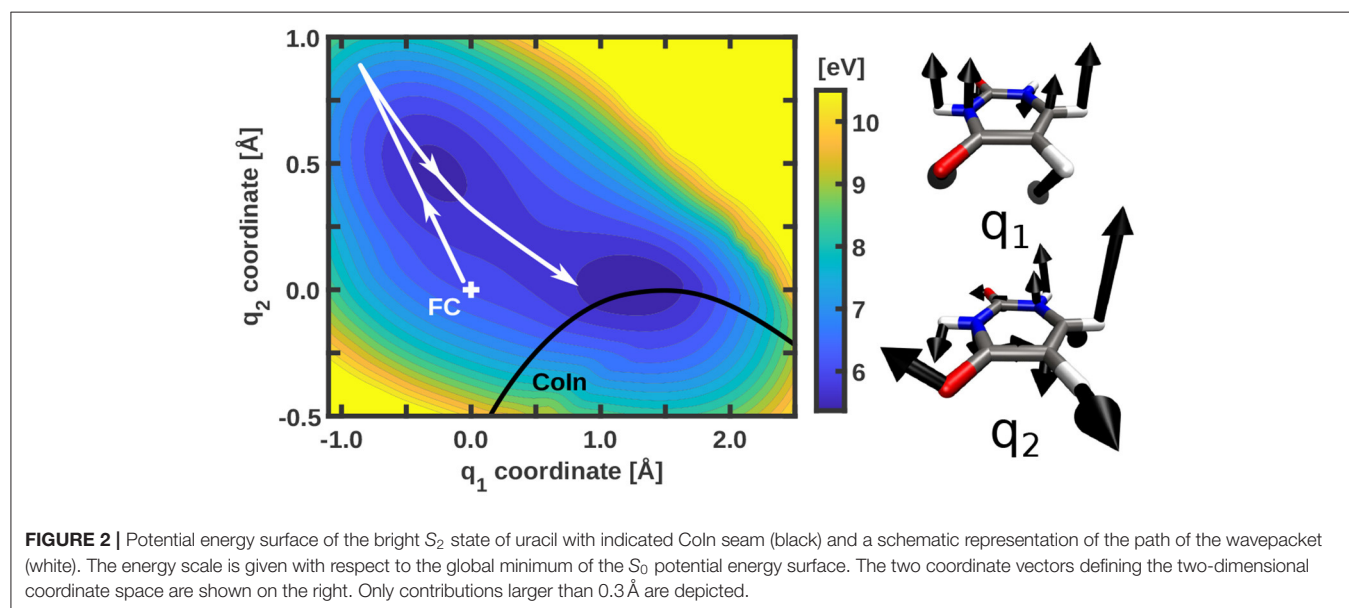 1.0
0.5
0.0
-0.5
q2 coordinate [Å]
-1.0 0.0 1.0 2.0
q1 coordinate [Å]
FC
CoIn
[eV]
10
9
8
7
6
q1
q2
FIGURE 2 | Potential energy surface of the bright S2 state of uracil with indicated CoIn seam (black) and a schematic representation of the path of the wavepacket
(white). The energy scale is given with respect to the global minimum of the S0 potential energy surface. The two coordinate vectors defining the two-dimensional
coordinate space are shown on the right. Only contributions larger than 0.3 Å are depicted.